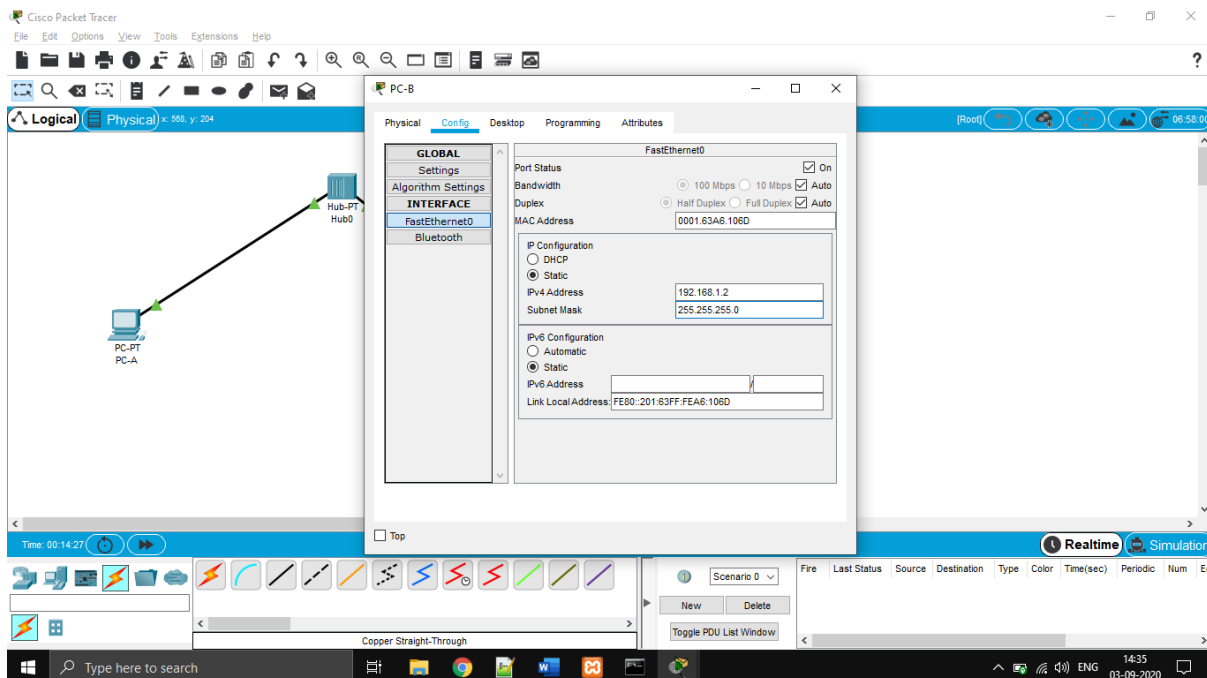 Cisco Packet Tracer
File Edit Options View Tools Extensions Help
?
Logical Physical x: 568, y: 204
[Root] 06:58:00
PC-B
Physical Config Desktop Programming Attributes
GLOBAL
Settings
Algorithm Settings
INTERFACE
FastEthernet0
Bluetooth
FastEthernet0
Port Status On
Bandwidth 100 Mbps 10 Mbps Auto
Duplex Half Duplex Full Duplex Auto
MAC Address 0001.63A6.106D
IP Configuration
DHCP
Static
IPv4 Address 192.168.1.2
Subnet Mask 255.255.255.0
IPv6 Configuration
Automatic
Static
IPv6 Address /
Link Local Address: FE80::201:63FF:FEA6:106D
Top
Hub-PT
Hub0
PC-PT
PC-A
Time: 00:14:27
Realtime Simulation
Scenario 0
New Delete
Toggle PDU List Window
Fire Last Status Source Destination Type Color Time(sec) Periodic Num E
Copper Straight-Through
Type here to search
ENG
14:35
03-09-2020